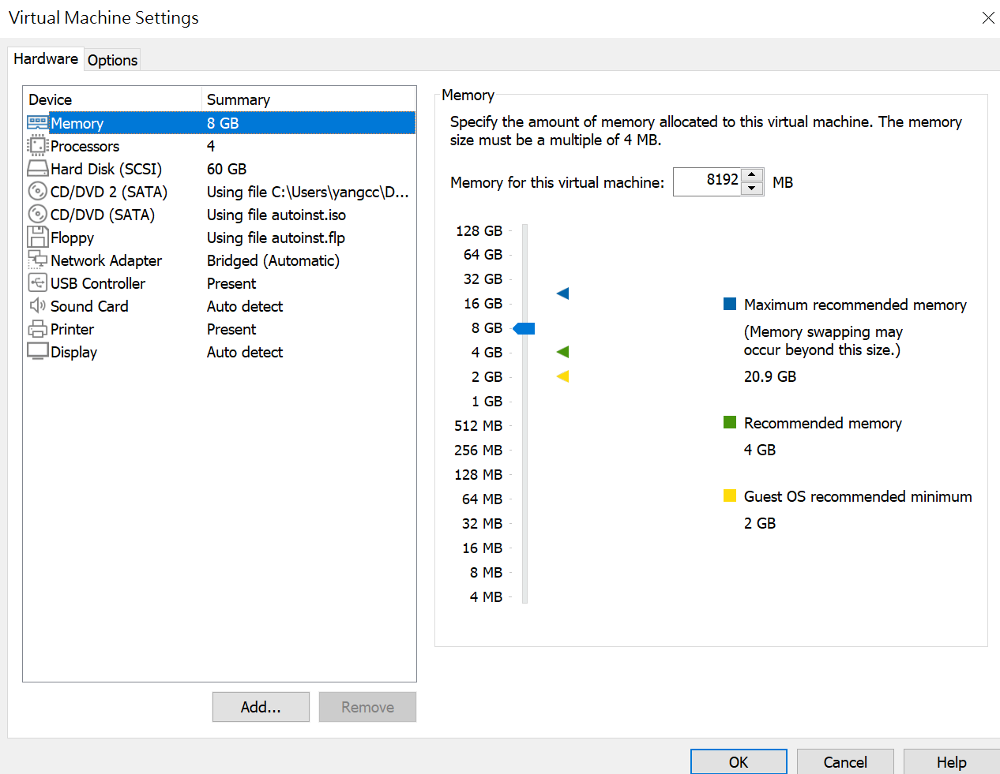 Virtual Machine Settings
Hardware Options
Device Summary
Memory 8 GB
Processors 4
Hard Disk (SCSI) 60 GB
CD/DVD 2 (SATA) Using file C:\Users\yangcc\D...
CD/DVD (SATA) Using file autoinst.iso
Floppy Using file autoinst.flp
Network Adapter Bridged (Automatic)
USB Controller Present
Sound Card Auto detect
Printer Present
Display Auto detect
Add... Remove
Memory
Specify the amount of memory allocated to this virtual machine. The memory
size must be a multiple of 4 MB.
Memory for this virtual machine: 8192 MB
128 GB
64 GB
32 GB
16 GB
8 GB
4 GB
2 GB
1 GB
512 MB
256 MB
128 MB
64 MB
32 MB
16 MB
8 MB
4 MB
Maximum recommended memory
(Memory swapping may
occur beyond this size.)
20.9 GB
Recommended memory
4 GB
Guest OS recommended minimum
2 GB
OK Cancel Help